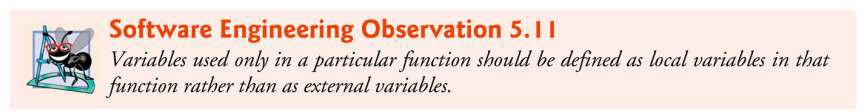 Software Engineering Observation 5.11
Variables used only in a particular function should be defined as local variables in that
function rather than as external variables.